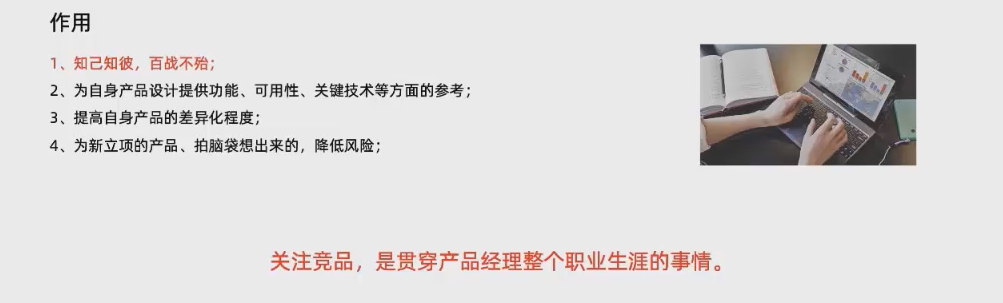 作用
1、知己知彼，百战不殆；
2、为自身产品设计提供功能、可用性、关键技术等方面的参考；
3、提高自身产品的差异化程度；
4、为新立项的产品、拍脑袋想出来的，降低风险；
关注竞品，是贯穿产品经理整个职业生涯的事情。